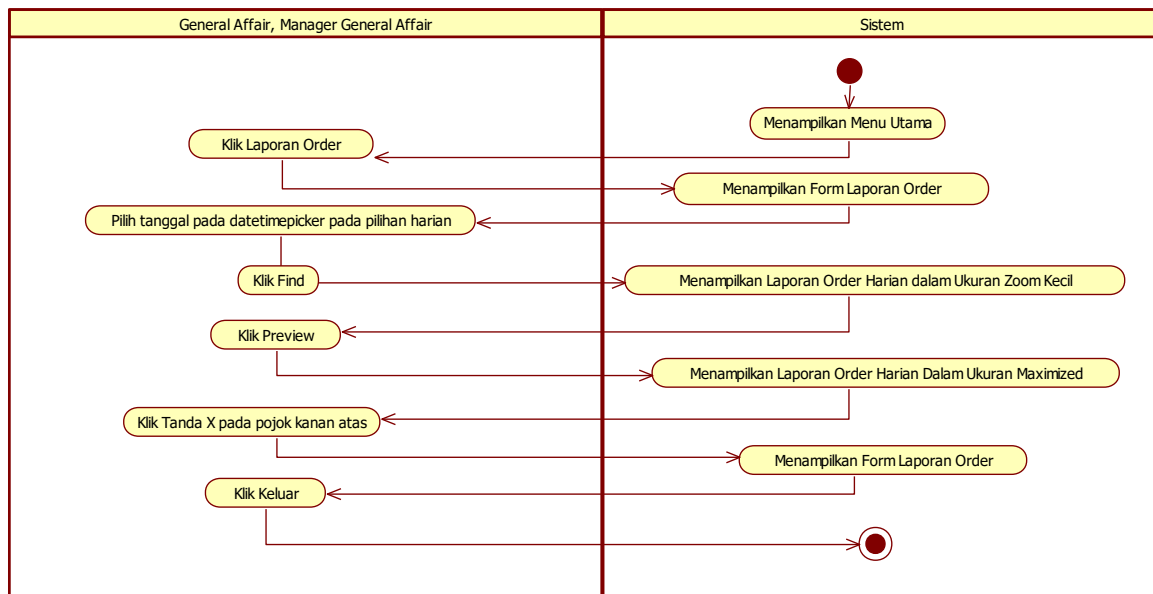 General Affair, Manager General Affair
Sistem
Menampilkan Menu Utama
Klik Laporan Order
Menampilkan Form Laporan Order
Pilih tanggal pada datetimepicker pada pilihan harian
Klik Find
Menampilkan Laporan Order Harian dalam Ukuran Zoom Kecil
Klik Preview
Menampilkan Laporan Order Harian Dalam Ukuran Maximized
Klik Tanda X pada pojok kanan atas
Menampilkan Form Laporan Order
Klik Keluar